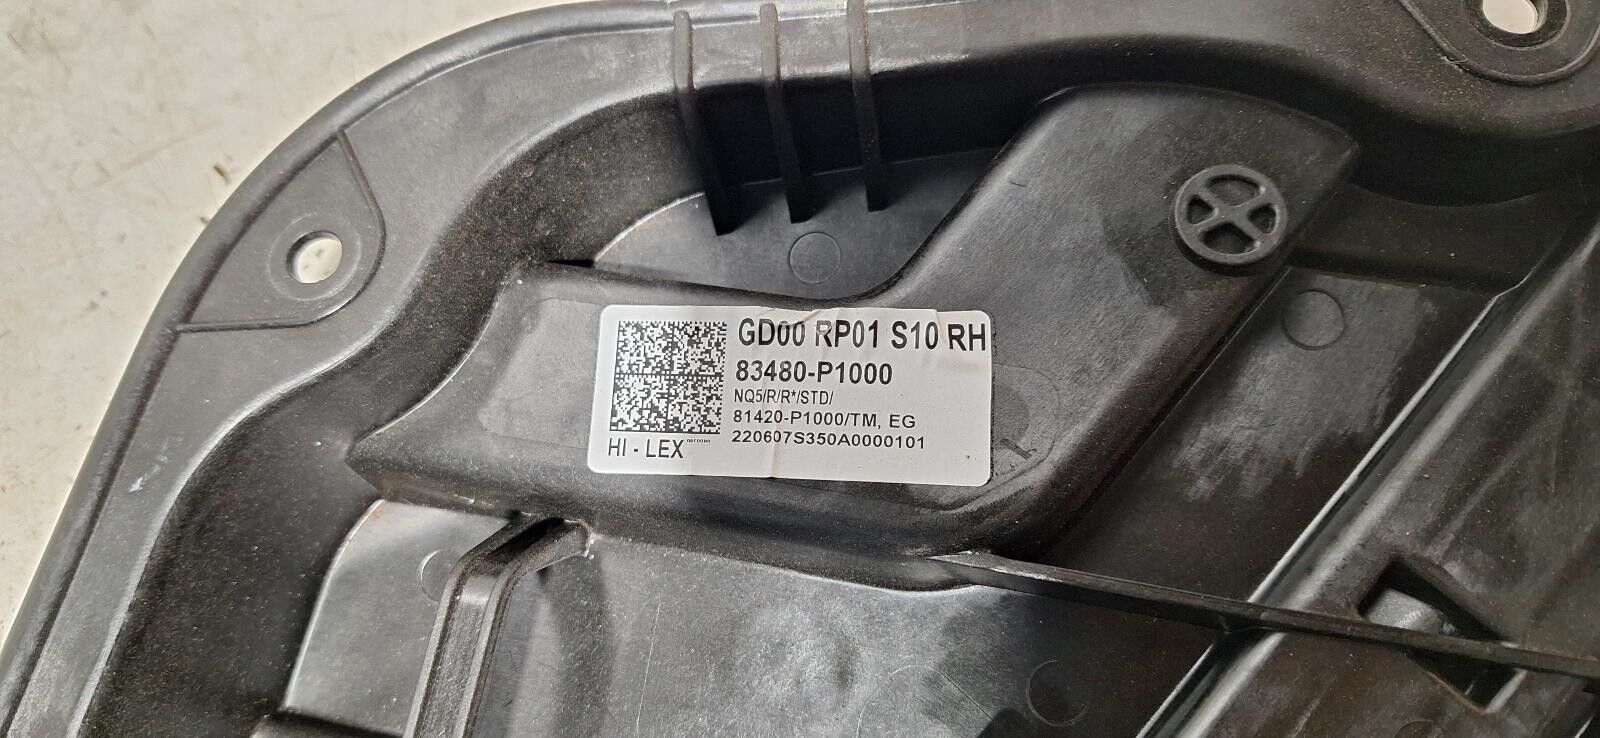 GD00 RP01 S10 RH
83480-P1000
NQ5/R/R*/STD/
81420-P1000/TM, EG
220607S350A0000101
HI - LEX